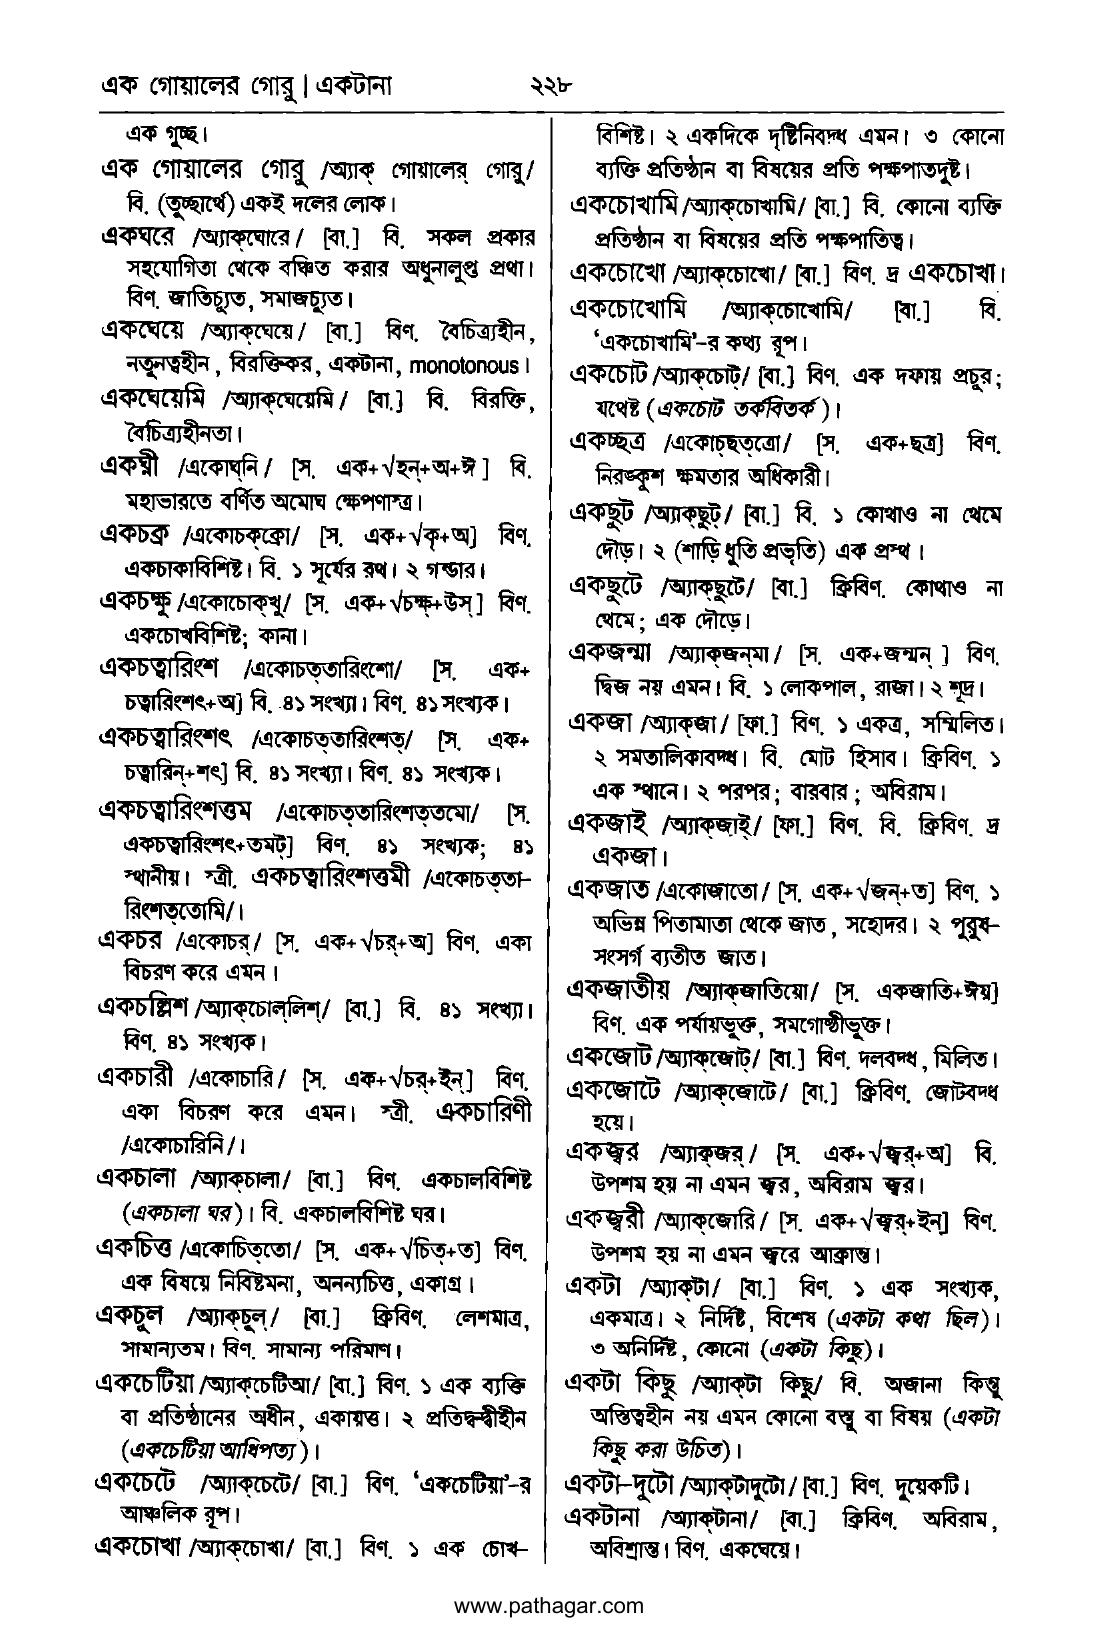 এক গোয়ালের গোরু | একটানা
২২৮
এক গুচ্ছ।
এক গোয়ালের গোরু /অ্যাক্ গোয়ালের্ গোরু/
বি. (তুচ্ছার্থে) একই দলের লোক।
একঘরে /অ্যাক্‌ঘোরে/ [বা.] বি. সকল প্রকার
সহযোগিতা থেকে বঞ্চিত করার অধুনালুপ্ত প্রথা।
বিণ. জাতিচ্যুত, সমাজচ্যুত।
একঘেয়ে /অ্যাক্‌ঘেয়ে/ [বা.] বিণ. বৈচিত্র্যহীন,
নতুনত্বহীন, বিরক্তিকর, একটানা, monotonous।
একঘেয়েমি /অ্যাক্‌ঘেয়েমি/ [বা.] বি. বিরক্তি,
বৈচিত্র্যহীনতা।
একঘ্নী /একোঘ্‌নি/ [স. এক+√হন্+অ+ঈ] বি.
মহাভারতে বর্ণিত অমোঘ ক্ষেপণাস্ত্র।
একচক্র /একোচক্‌ক্রো/ [স. এক+√কৃ+অ] বিণ.
একচাকাবিশিষ্ট। বি. ১ সূর্যের রথ। ২ গন্ডার।
একচক্ষু /একোচোক্‌খু/ [স. এক+√চক্ষ্+উস্] বিণ.
একচোখবিশিষ্ট; কানা।
একচত্বারিংশ /একোচত্‌তারিংশো/ [স. এক+
চত্বারিংশৎ+অ] বি. ৪১ সংখ্যা। বিণ. ৪১ সংখ্যক।
একচত্বারিংশৎ /একোচত্‌তারিংশত্/ [স. এক+
চত্বারিন্+শৎ] বি. ৪১ সংখ্যা। বিণ. ৪১ সংখ্যক।
একচত্বারিংশত্তম /একোচত্‌তারিংশত্‌তমো/ [স.
একচত্বারিংশৎ+তমট্] বিণ. ৪১ সংখ্যক; ৪১
স্থানীয়। স্ত্রী. একচত্বারিংশত্তমী /একোচত্‌তা-
রিংশত্‌তোমি/।
একচর /একোচর্/ [স. এক+√চর্+অ] বিণ. একা
বিচরণ করে এমন।
একচল্লিশ /অ্যাক্‌চোল্‌লিশ্/ [বা.] বি. ৪১ সংখ্যা।
বিণ. ৪১ সংখ্যক।
একচারী /একোচারি/ [স. এক+√চর্+ইন্] বিণ.
একা বিচরণ করে এমন। স্ত্রী. একচারিণী
/একোচারিনি/।
একচালা /অ্যাক্‌চালা/ [বা.] বিণ. একচালবিশিষ্ট
(একচালা ঘর)। বি. একচালবিশিষ্ট ঘর।
একচিত্ত /একোচিত্‌তো/ [স. এক+√চিত্+ত] বিণ.
এক বিষয়ে নিবিষ্টমনা, অনন্যচিত্ত, একাগ্র।
একচুল /অ্যাক্‌চুল্/ [বা.] ক্রিবিণ. লেশমাত্র,
সামান্যতম। বিণ. সামান্য পরিমাণ।
একচেটিয়া /অ্যাক্‌চেটিআ/ [বা.] বিণ. ১ এক ব্যক্তি
বা প্রতিষ্ঠানের অধীন, একায়ত্ত। ২ প্রতিদ্বন্দ্বীহীন
(একচেটিয়া আধিপত্য)।
একচেটে /অ্যাক্‌চেটে/ [বা.] বিণ. ‘একচেটিয়া’-র
আঞ্চলিক রূপ।
একচোখা /অ্যাক্‌চোখা/ [বা.] বিণ. ১ এক চোখ-
বিশিষ্ট। ২ একদিকে দৃষ্টিনিবদ্ধ এমন। ৩ কোনো
ব্যক্তি প্রতিষ্ঠান বা বিষয়ের প্রতি পক্ষপাতদুষ্ট।
একচোখামি /অ্যাক্‌চোখামি/ [বা.] বি. কোনো ব্যক্তি
প্রতিষ্ঠান বা বিষয়ের প্রতি পক্ষপাতিত্ব।
একচোখো /অ্যাক্‌চোখো/ [বা.] বিণ. দ্র একচোখা।
একচোখোমি /অ্যাক্‌চোখোমি/ [বা.] বি.
‘একচোখামি’-র কথ্য রূপ।
একচোট /অ্যাক্‌চোট্/ [বা.] বিণ. এক দফায় প্রচুর;
যথেষ্ট (একচোট তর্কবিতর্ক)।
একচ্ছত্র /একোচ্‌ছত্‌ত্রো/ [স. এক+ছত্র] বিণ.
নিরঙ্কুশ ক্ষমতার অধিকারী।
একছুট /অ্যাক্‌ছুট্/ [বা.] বি. ১ কোথাও না থেমে
দৌড়। ২ (শাড়ি ধুতি প্রভৃতি) এক প্রস্থ।
একছুটে /অ্যাক্‌ছুটে/ [বা.] ক্রিবিণ. কোথাও না
থেমে; এক দৌড়ে।
একজন্মা /অ্যাক্‌জন্‌মা/ [স. এক+জন্মন্] বিণ.
দ্বিজ নয় এমন। বি. ১ লোকপাল, রাজা। ২ শূদ্র।
একজা /অ্যাক্‌জা/ [ফা.] বিণ. ১ একত্র, সম্মিলিত।
২ সমতালিকাবদ্ধ। বি. মোট হিসাব। ক্রিবিণ. ১
এক স্থানে। ২ পরপর; বারবার; অবিরাম।
একজাই /অ্যাক্‌জাই্/ [ফা.] বিণ. বি. ক্রিবিণ. দ্র
একজা।
একজাত /একোজাতো/ [স. এক+√জন্+ত] বিণ. ১
অভিন্ন পিতামাতা থেকে জাত, সহোদর। ২ পুরুষ-
সংসর্গ ব্যতীত জাত।
একজাতীয় /অ্যাক্‌জাতিয়ো/ [স. একজাতি+ঈয়]
বিণ. এক পর্যায়ভুক্ত, সমগোষ্ঠীভুক্ত।
একজোট /অ্যাক্‌জোট্/ [বা.] বিণ. দলবদ্ধ, মিলিত।
একজোটে /অ্যাক্‌জোটে/ [বা.] ক্রিবিণ. জোটবদ্ধ
হয়ে।
একজ্বর /অ্যাক্‌জর্/ [স. এক+√জ্বর্+অ] বি.
উপশম হয় না এমন জ্বর, অবিরাম জ্বর।
একজ্বরী /অ্যাক্‌জোরি/ [স. এক+√জ্বর্+ইন্] বিণ.
উপশম হয় না এমন জ্বরে আক্রান্ত।
একটা /অ্যাক্‌টা/ [বা.] বিণ. ১ এক সংখ্যক,
একমাত্র। ২ নির্দিষ্ট, বিশেষ (একটা কথা ছিল)।
৩ অনির্দিষ্ট, কোনো (একটা কিছু)।
একটা কিছু /অ্যাক্‌টা কিছু/ বি. অজানা কিন্তু
অস্তিত্বহীন নয় এমন কোনো বস্তু বা বিষয় (একটা
কিছু করা উচিত)।
একটা-দুটো /অ্যাক্‌টাদুটো/ [বা.] বিণ. দুয়েকটি।
একটানা /অ্যাক্‌টানা/ [বা.] ক্রিবিণ. অবিরাম,
অবিশ্রান্ত। বিণ. একঘেয়ে।
www.pathagar.com